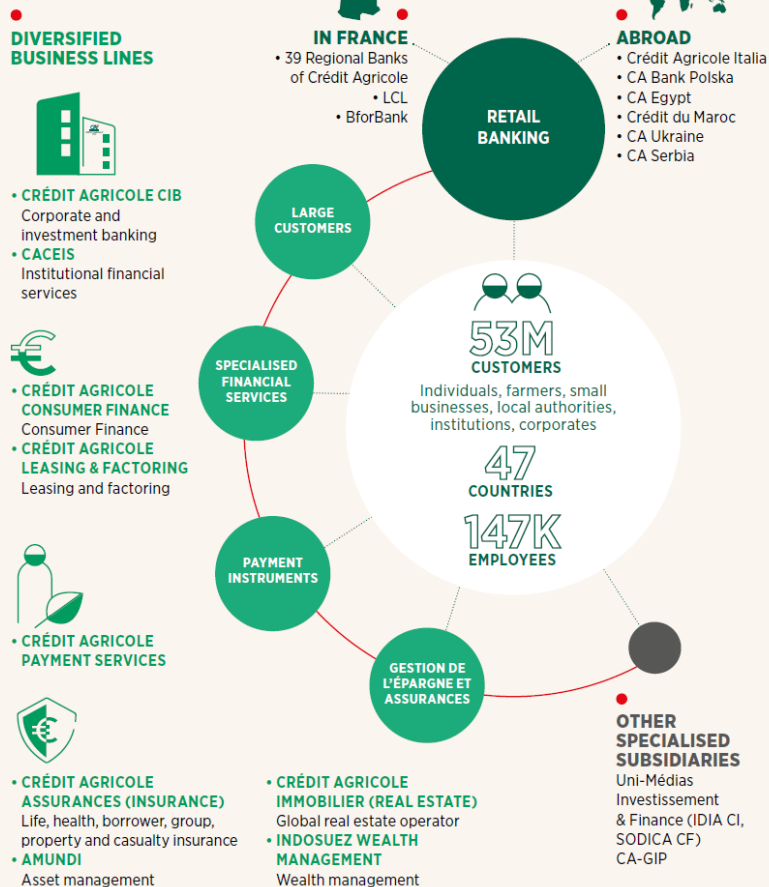 DIVERSIFIED
BUSINESS LINES
• CRÉDIT AGRICOLE CIB
Corporate and
investment banking
• CACEIS
Institutional financial
services
• CRÉDIT AGRICOLE
CONSUMER FINANCE
Consumer Finance
• CRÉDIT AGRICOLE
LEASING & FACTORING
Leasing and factoring
• CRÉDIT AGRICOLE
PAYMENT SERVICES
• CRÉDIT AGRICOLE
ASSURANCES (INSURANCE)
Life, health, borrower, group,
property and casualty insurance
• AMUNDI
Asset management
• CRÉDIT AGRICOLE
IMMOBILIER (REAL ESTATE)
Global real estate operator
• INDOSUEZ WEALTH
MANAGEMENT
Wealth management
IN FRANCE
• 39 Regional Banks
of Crédit Agricole
• LCL
• BforBank
RETAIL
BANKING
ABROAD
• Crédit Agricole Italia
• CA Bank Polska
• CA Egypt
• Crédit du Maroc
• CA Ukraine
• CA Serbia
LARGE
CUSTOMERS
SPECIALISED
FINANCIAL
SERVICES
PAYMENT
INSTRUMENTS
GESTION DE
L'ÉPARGNE ET
ASSURANCES
53M
CUSTOMERS
Individuals, farmers, small
businesses, local authorities,
institutions, corporates
47
COUNTRIES
147K
EMPLOYEES
OTHER
SPECIALISED
SUBSIDIARIES
Uni-Médias
Investissement
& Finance (IDIA CI,
SODICA CF)
CA-GIP